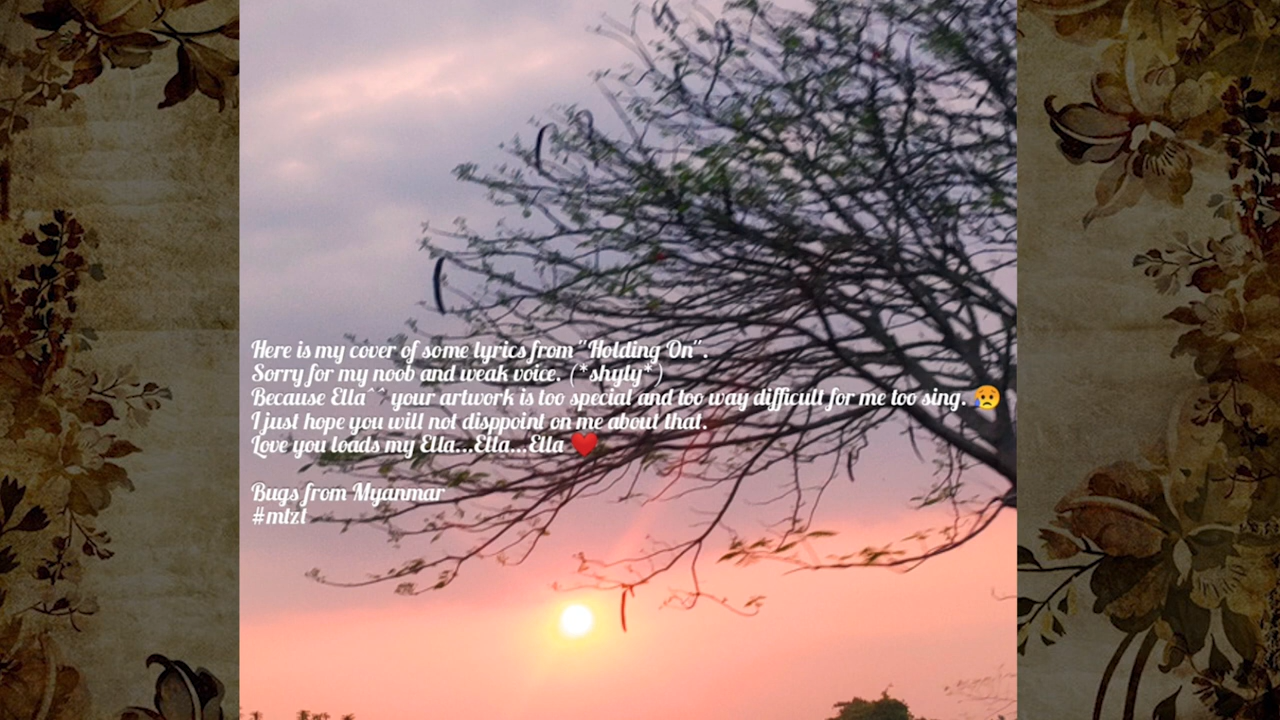 Here is my cover of some lyrics from "Holding On".
Sorry for my noob and weak voice. (*shyly*)
Because Ella^^ your artwork is too special and too way difficult for me too sing. 😥
I just hope you will not disppoint on me about that.
Love you loads my Ella...Ella...Ella ❤️
Bugs from Myanmar
#mtzt